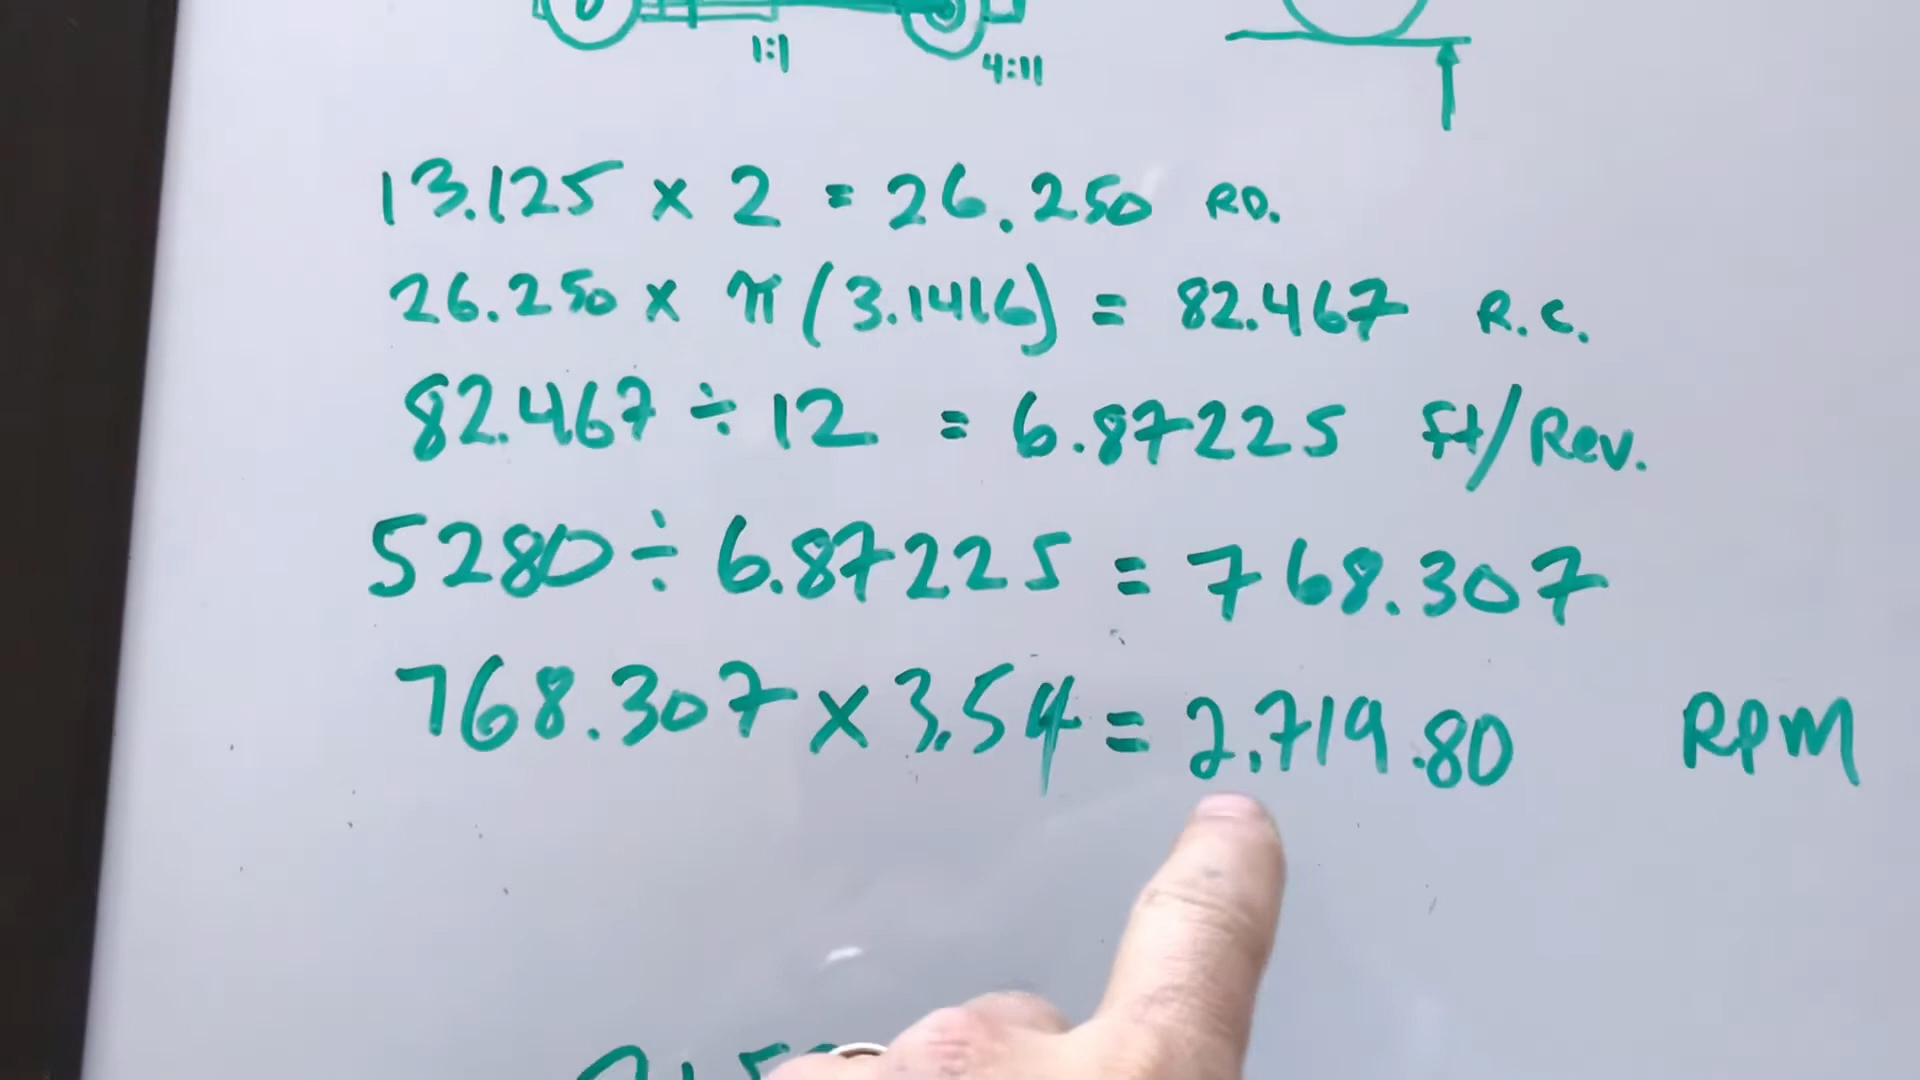 1:1
4:11
13.125 × 2 = 26.250 RD.
26.250 × π (3.1416) = 82.467 R.C.
82.467 ÷ 12 = 6.87225 ft/Rev.
5280 ÷ 6.87225 = 768.307
768.307 × 3.54 = 2,719.80 RPM